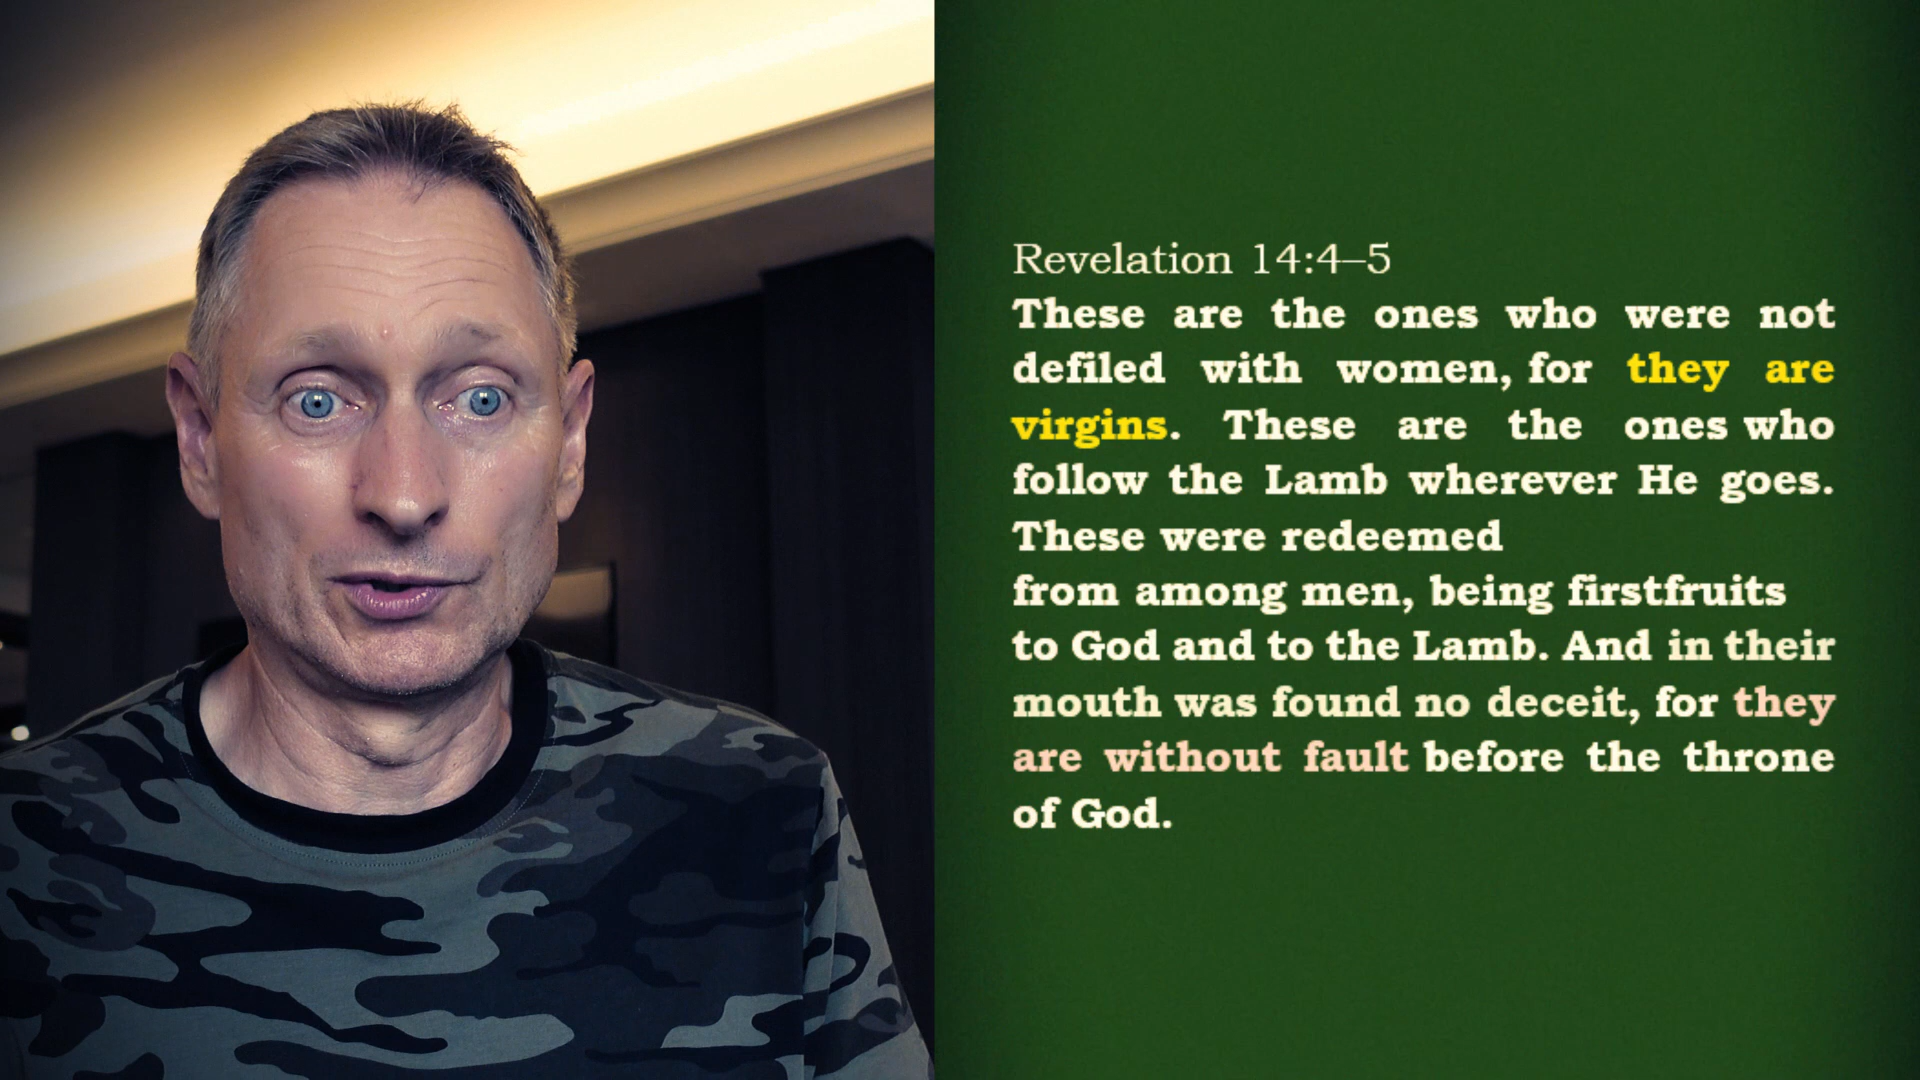 Revelation 14:4–5
These are the ones who were not
defiled with women, for they are
virgins. These are the ones who
follow the Lamb wherever He goes.
These were redeemed
from among men, being firstfruits
to God and to the Lamb. And in their
mouth was found no deceit, for they
are without fault before the throne
of God.